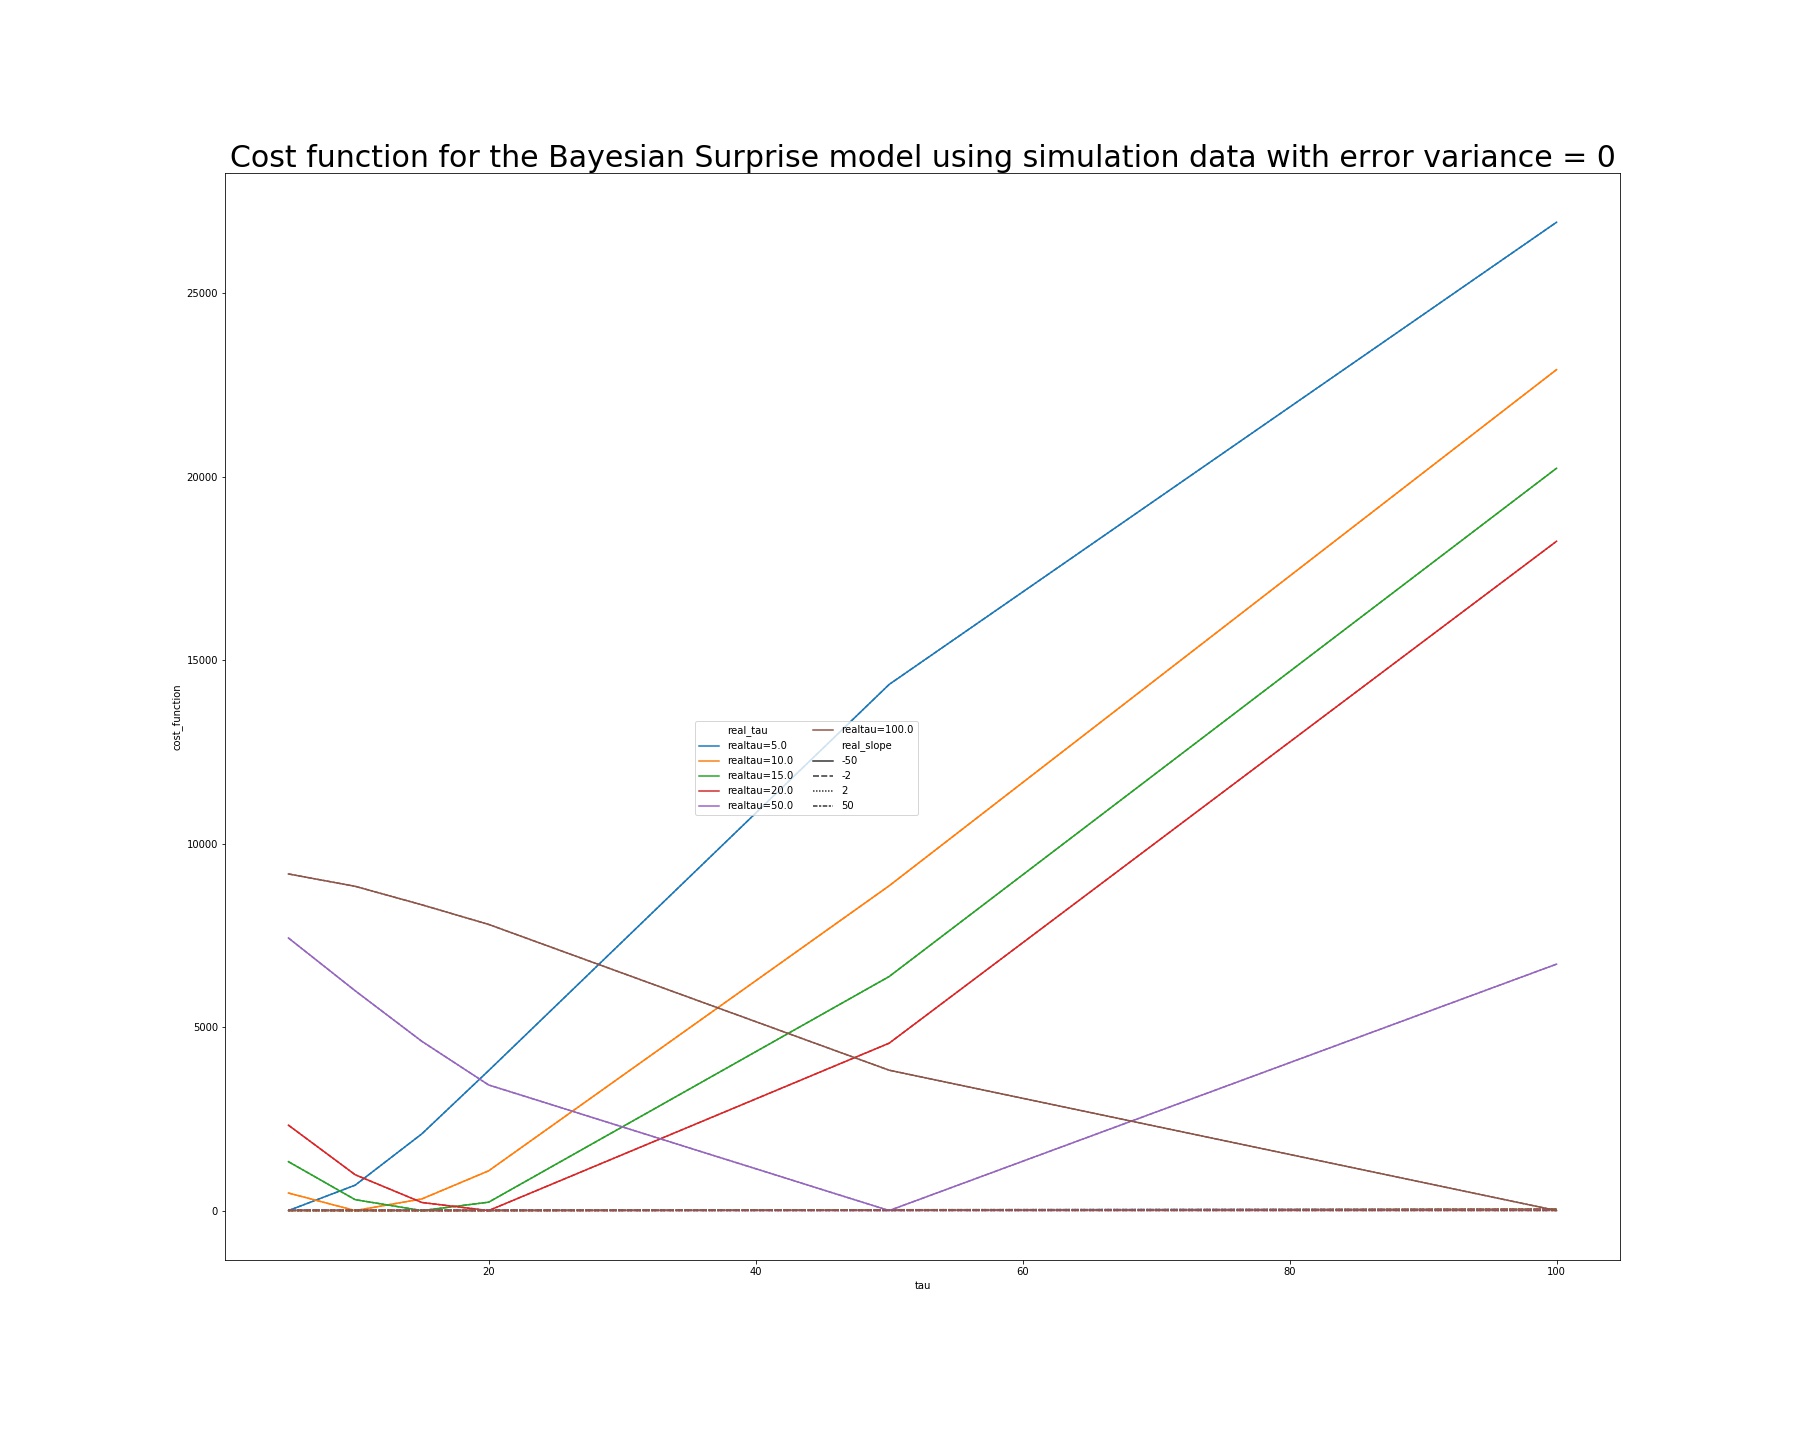 Cost function for the Bayesian Surprise model using simulation data with error variance = 0
25000
20000
15000
10000
5000
0
cost_function
real_tau
realtau=5.0
realtau=10.0
realtau=15.0
realtau=20.0
realtau=50.0
realtau=100.0
real_slope
-50
-2
2
50
20
40
60
80
100
tau